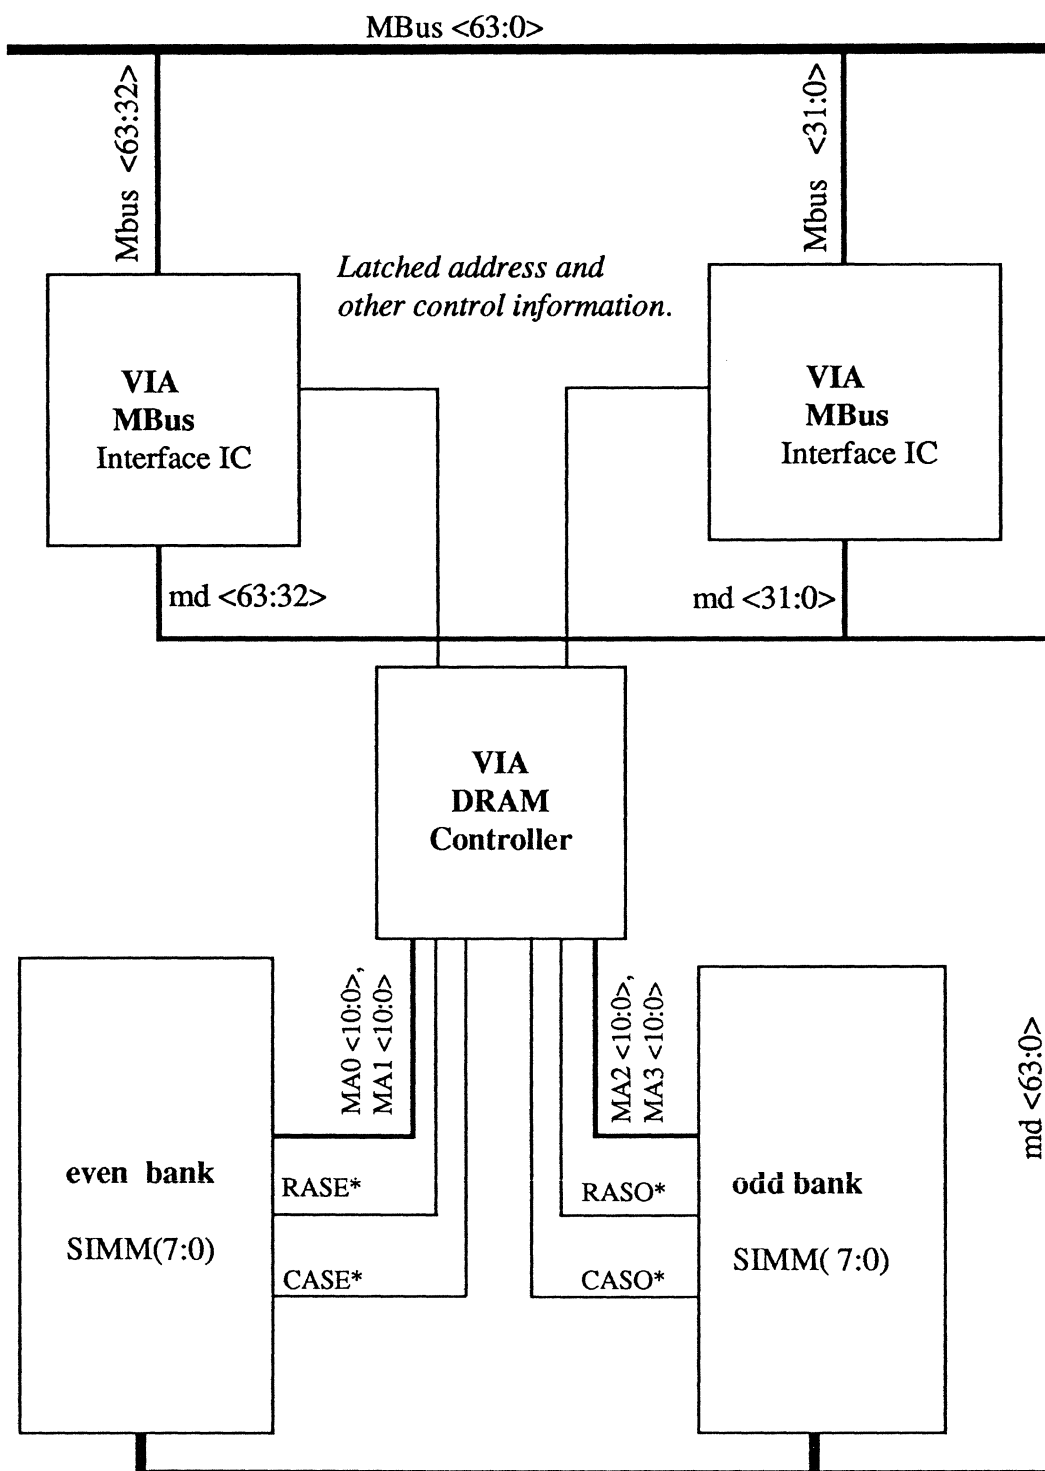 MBus <63:0>
Mbus <63:32>
Mbus <31:0>
Latched address and
other control information.
VIA
MBus
Interface IC
VIA
MBus
Interface IC
md <63:32>
md <31:0>
VIA
DRAM
Controller
MA0 <10:0>,
MA1 <10:0>
MA2 <10:0>,
MA3 <10:0>
md <63:0>
even bank
SIMM(7:0)
RASE*
CASE*
RASO*
CASO*
odd bank
SIMM( 7:0)